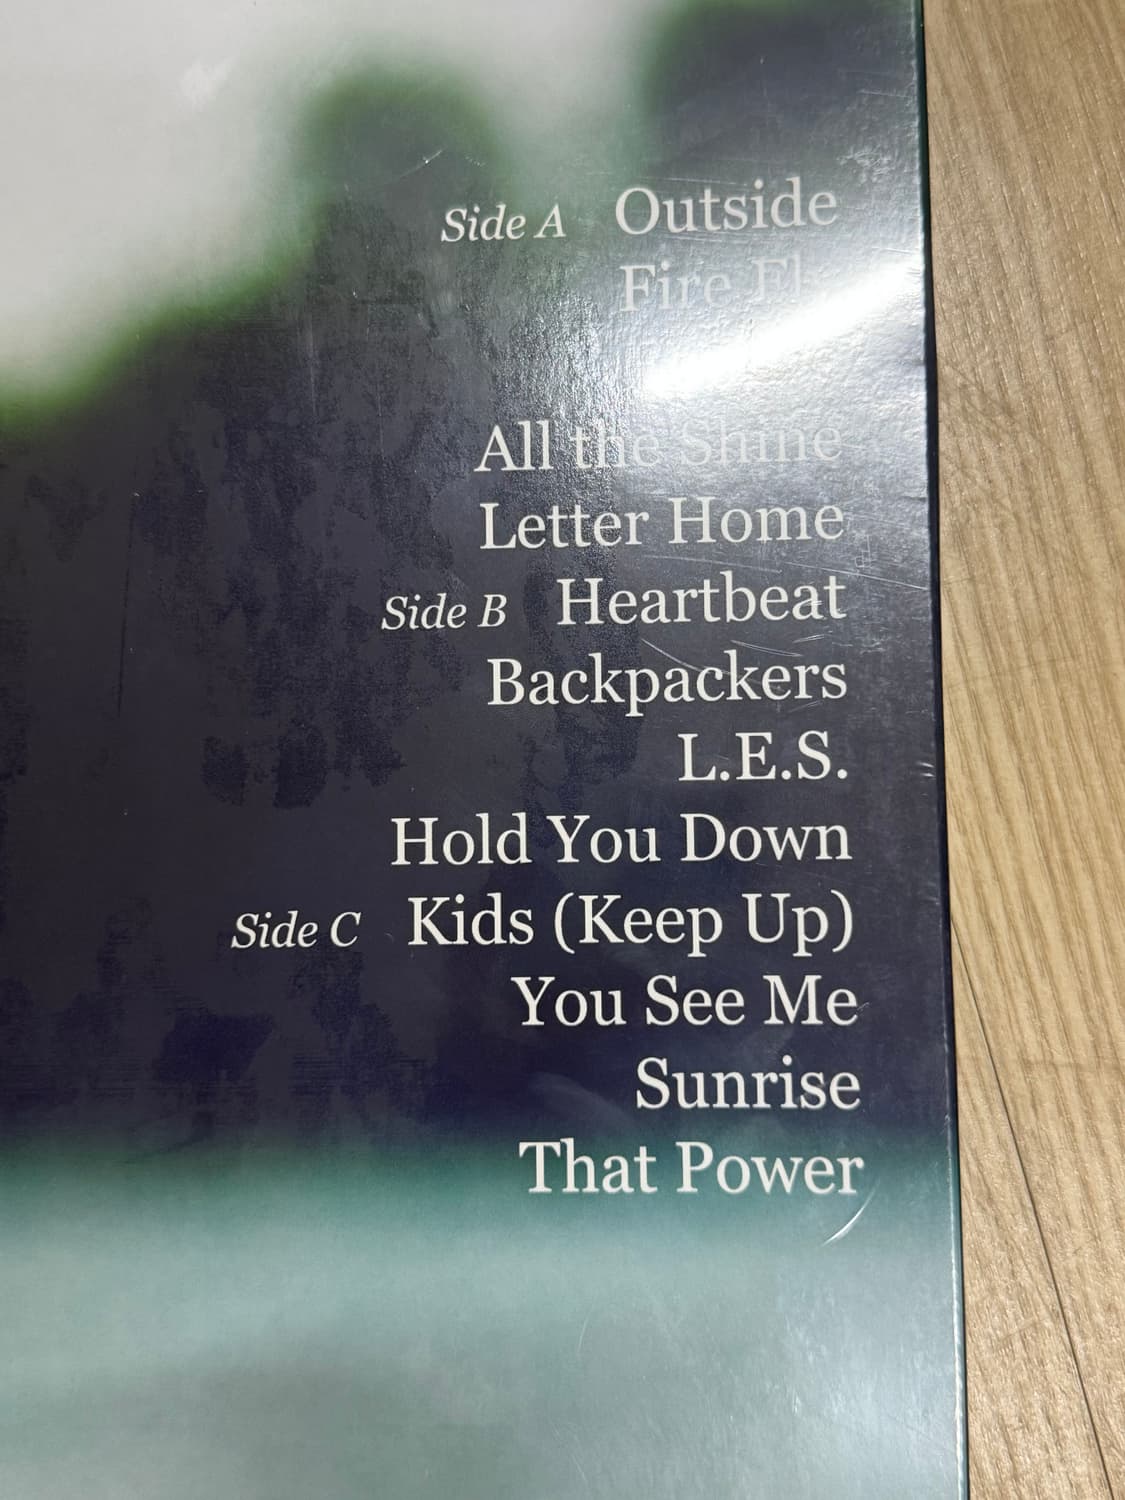 Side A Outside
Fire
All the Shine
Letter Home
Side B Heartbeat
Backpackers
L.E.S.
Hold You Down
Side C Kids (Keep Up)
You See Me
Sunrise
That Power